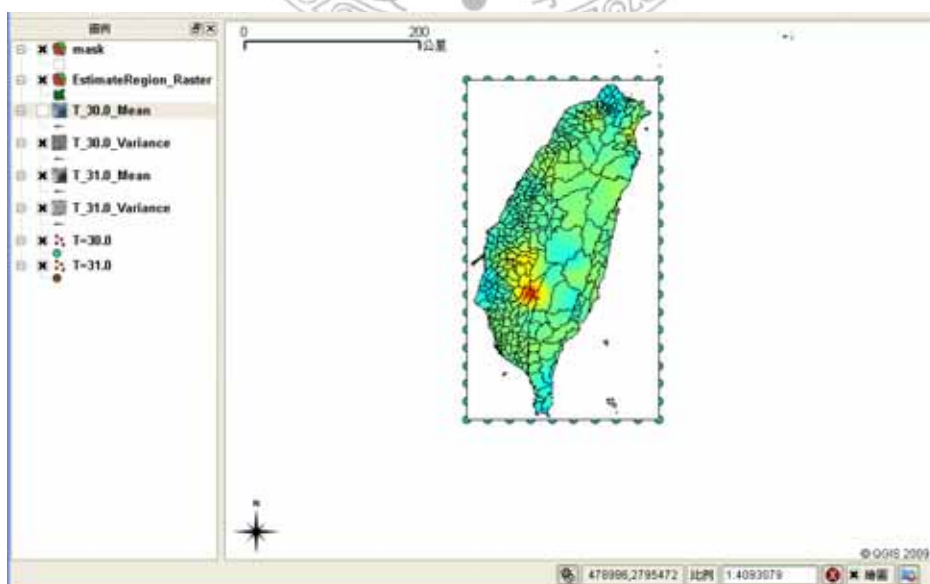 圖例
0
200
公里
mask
EstimateRegion_Raster
T_30.0_Mean
T_30.0_Variance
T_31.0_Mean
T_31.0_Variance
T=30.0
T=31.0
N
© QGIS 2009
478986,2795472
比例
1:4093079
繪圖